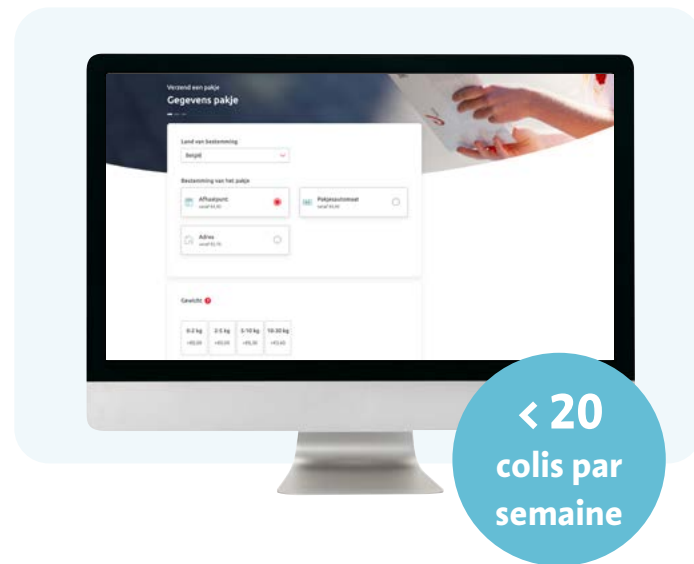 Verzend een pakje
Gegevens pakje
Land van bestemming
België
Bestemming van het pakje
Afhaalpunt
Pakjesautomaat
Adres
Gewicht
0-2 kg 2-5 kg 5-10 kg 10-30 kg
< 20
colis par
semaine